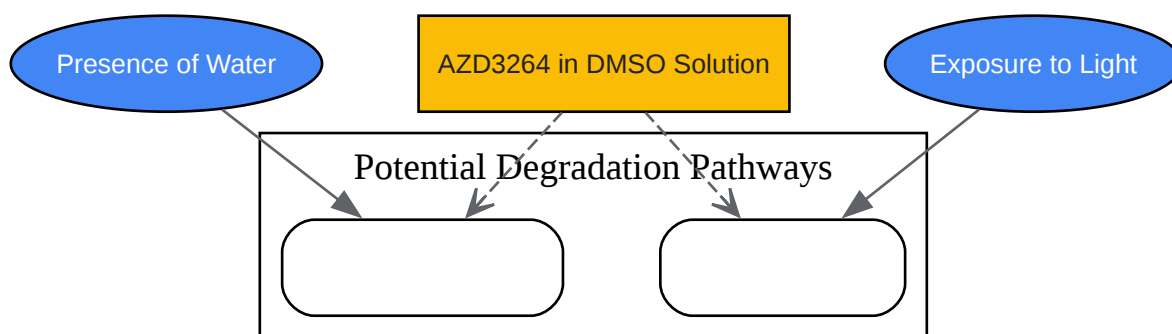 Presence of Water
AZD3264 in DMSO Solution
Exposure to Light
Potential Degradation Pathways